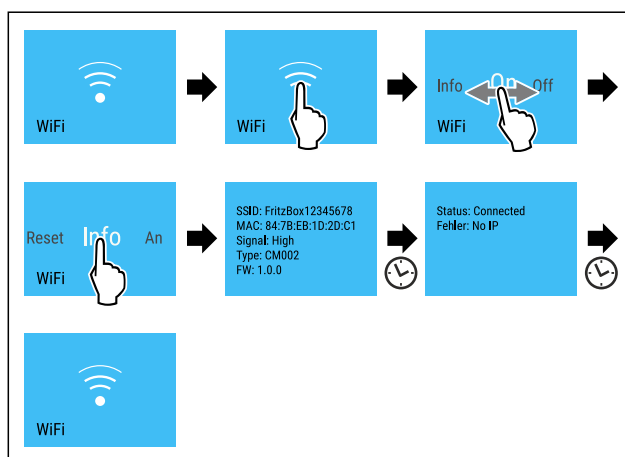 WiFi
WiFi
Info On Off
WiFi
Reset Info An
WiFi
SSID: FritzBox12345678
MAC: 84:7B:EB:1D:2D:C1
Signal: High
Type: CM002
FW: 1.0.0
Status: Connected
Fehler: No IP
WiFi